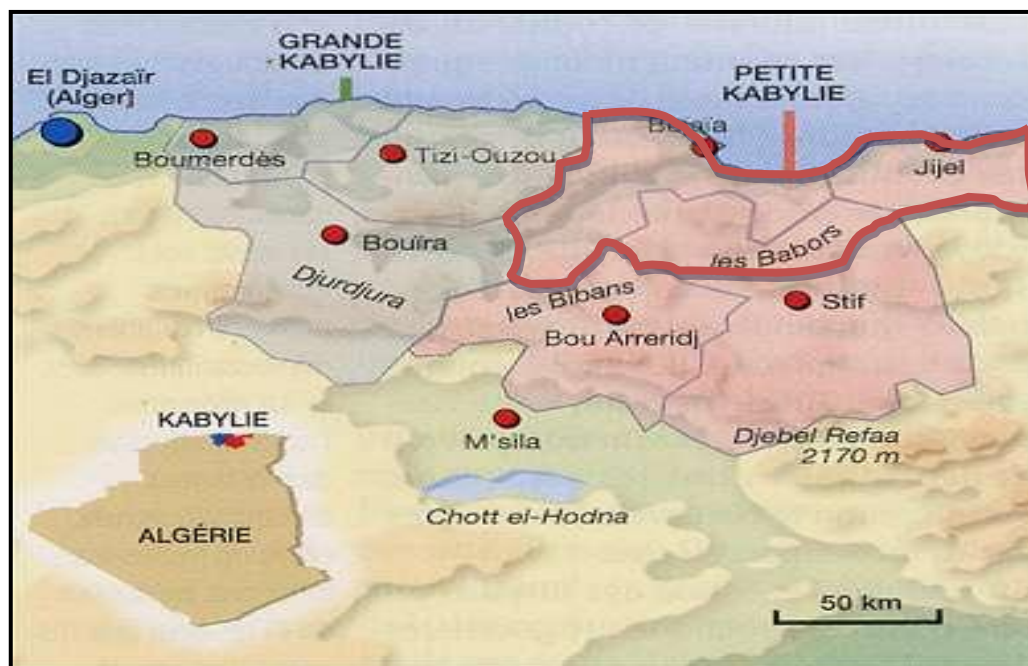 GRANDE
KABYLIE
El Djazaïr
(Alger]
PETITE
KABYLIE
Béjaïa
Boumerdès
Tizi-Ouzou
Jijel
Bouïra
les Babors
Djurdjura
les Bibans
Stif
Bou Arreridj
KABYLIE
M'sila
Djebel Refaa
2170 m
Chott el-Hodna
ALGÉRIE
50 km